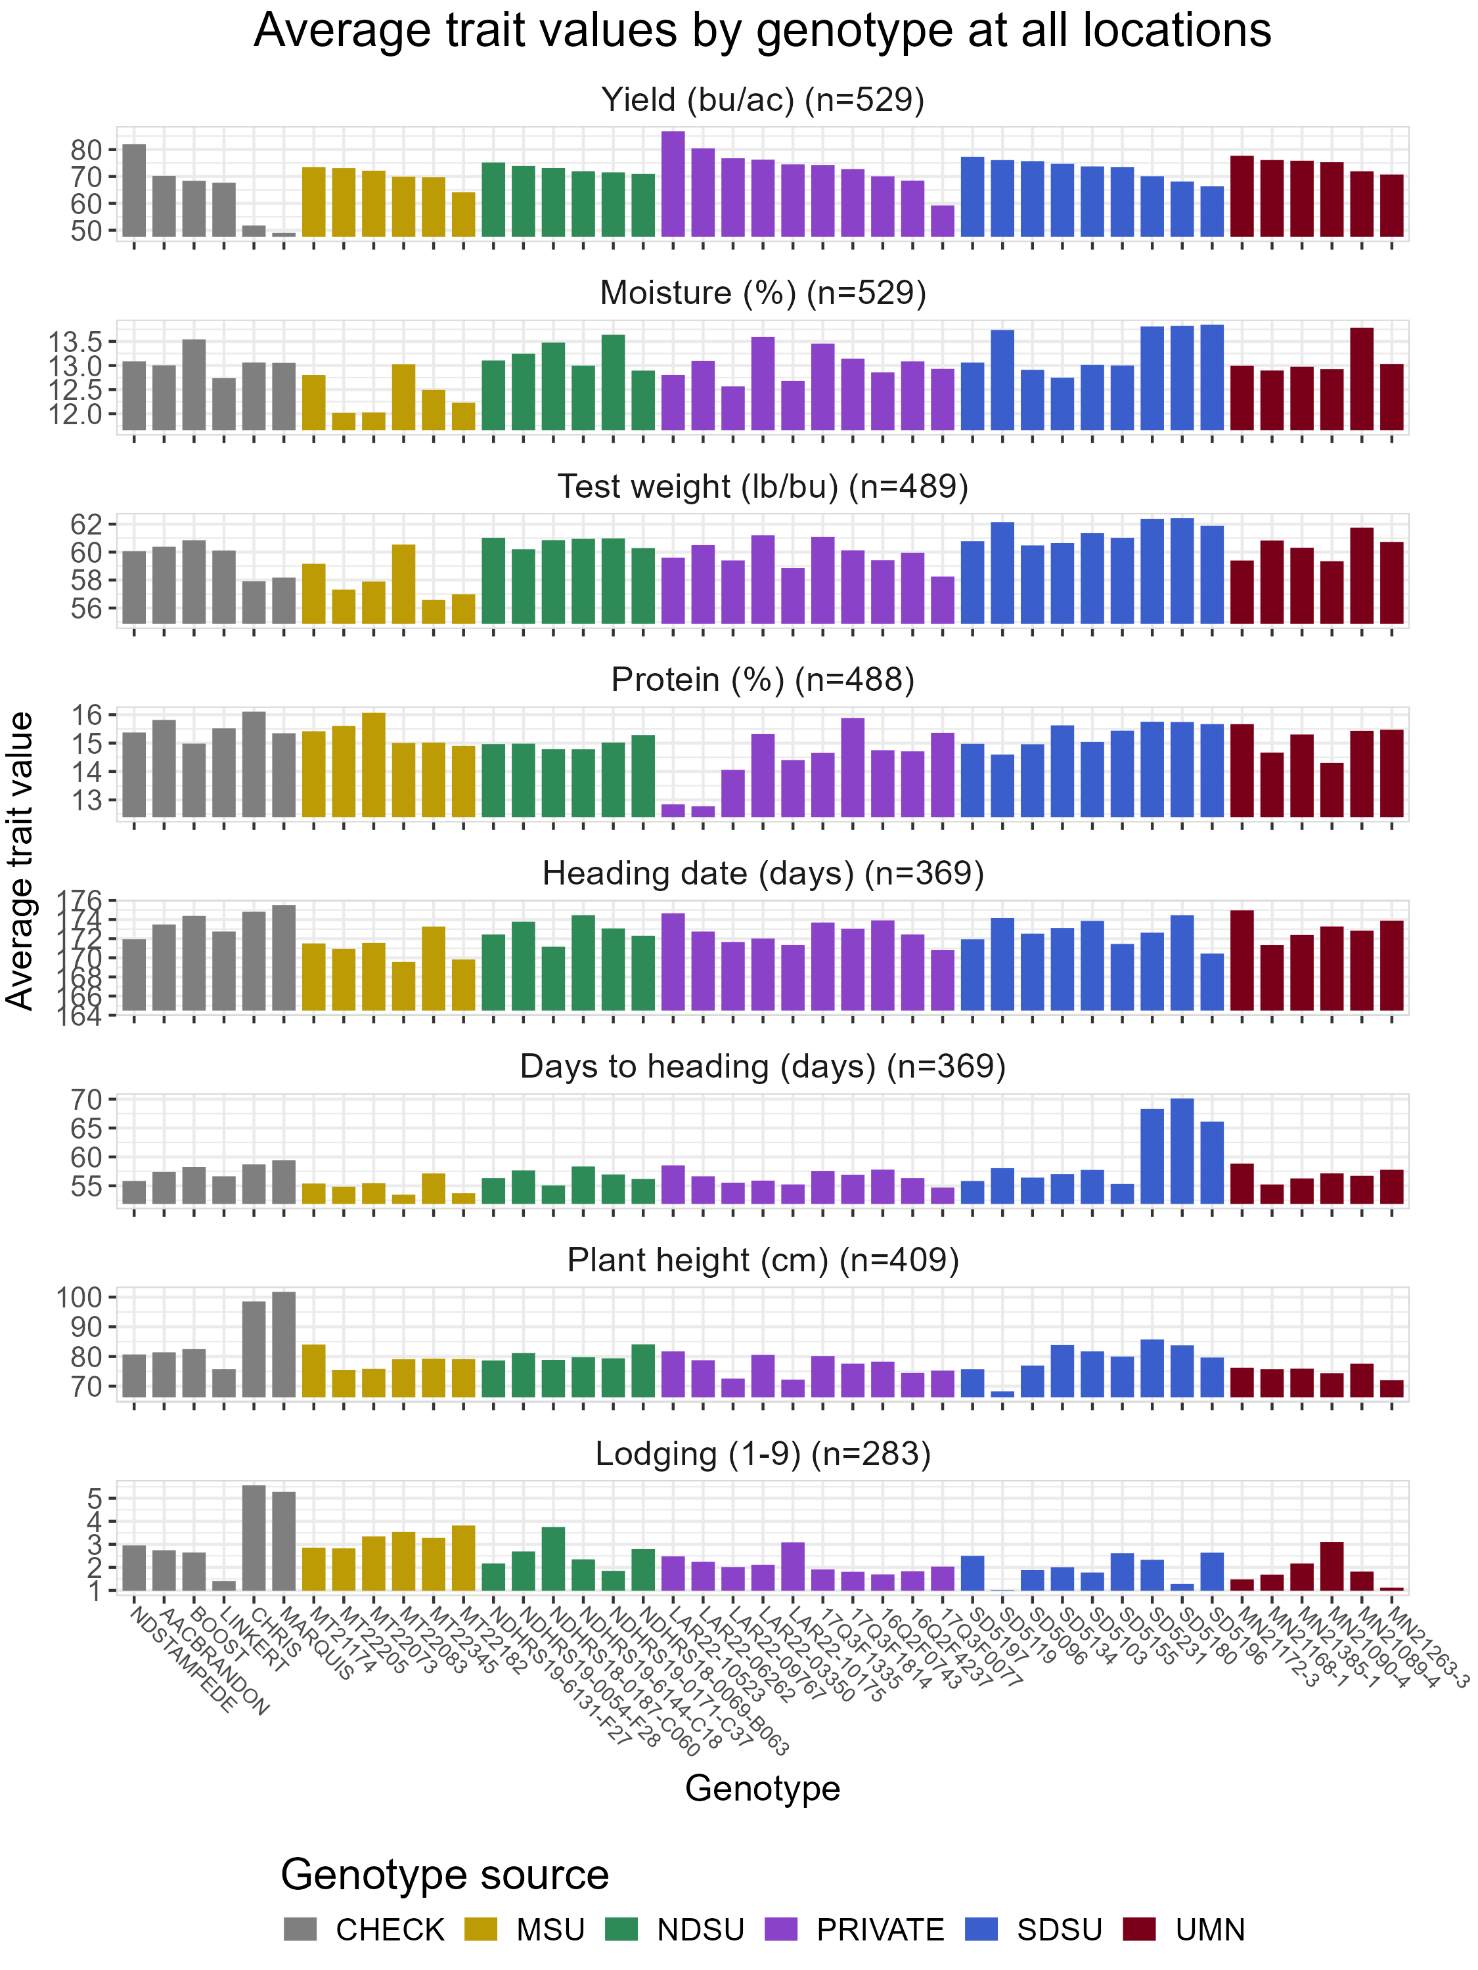 Average trait values by genotype at all locations
Yield (bu/ac) (n=529)
80
70
60
50
Moisture (%) (n=529)
13.5
13.0
12.5
12.0
Test weight (lb/bu) (n=489)
62
60
58
56
Protein (%) (n=488)
16
15
14
13
Average trait value
Heading date (days) (n=369)
176
174
172
170
168
166
164
Days to heading (days) (n=369)
70
65
60
55
Plant height (cm) (n=409)
100
90
80
70
Lodging (1-9) (n=283)
5
4
3
2
1
NDSTAMPEDE
AACBRANDON
BOOST
LINKERT
CHRIS
MARQUIS
MT21174
MT22205
MT22073
MT22083
MT22345
MT22182
NDHRS19-6131-F27
NDHRS19-0054-F28
NDHRS18-0187-C060
NDHRS19-6144-C18
NDHRS19-0171-C37
NDHRS18-0069-B063
LAR22-10523
LAR22-06262
LAR22-09767
LAR22-03350
LAR22-10175
17Q3F1335
17Q3F1814
16Q2F0743
16Q2F4237
17Q3F0077
SD5197
SD5119
SD5096
SD5134
SD5103
SD5155
SD5231
SD5180
SD5196
MN21172-3
MN21168-1
MN21385-1
MN21090-4
MN21089-4
MN21263-3
Genotype
Genotype source
CHECK MSU NDSU PRIVATE SDSU UMN